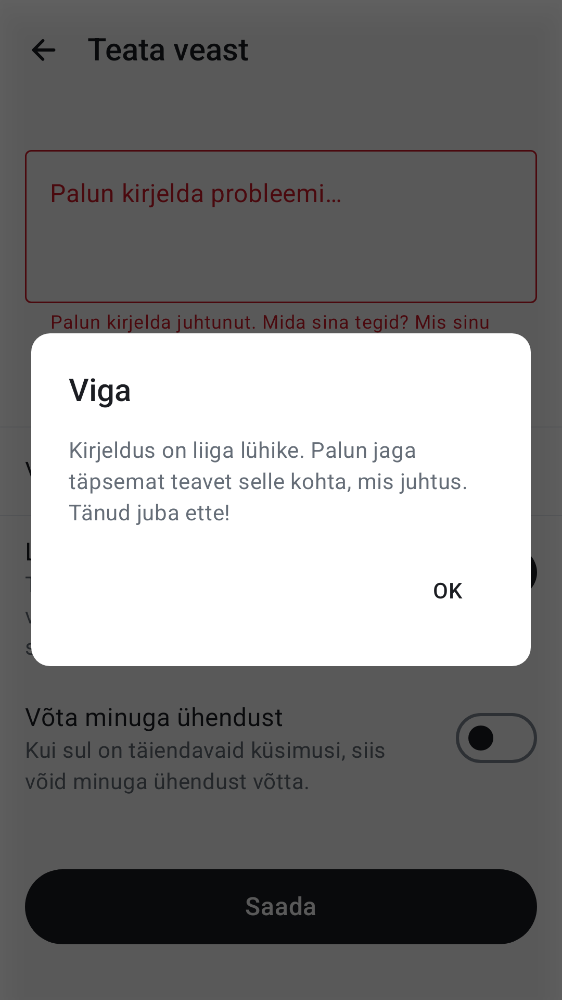 Teata veast
Palun kirjelda probleemi…
Palun kirjelda juhtunut. Mida sina tegid? Mis sinu
Viga
Kirjeldus on liiga lühike. Palun jaga
täpsemat teavet selle kohta, mis juhtus.
Tänud juba ette!
OK
Võta minuga ühendust
Kui sul on täiendavaid küsimusi, siis
võid minuga ühendust võtta.
Saada